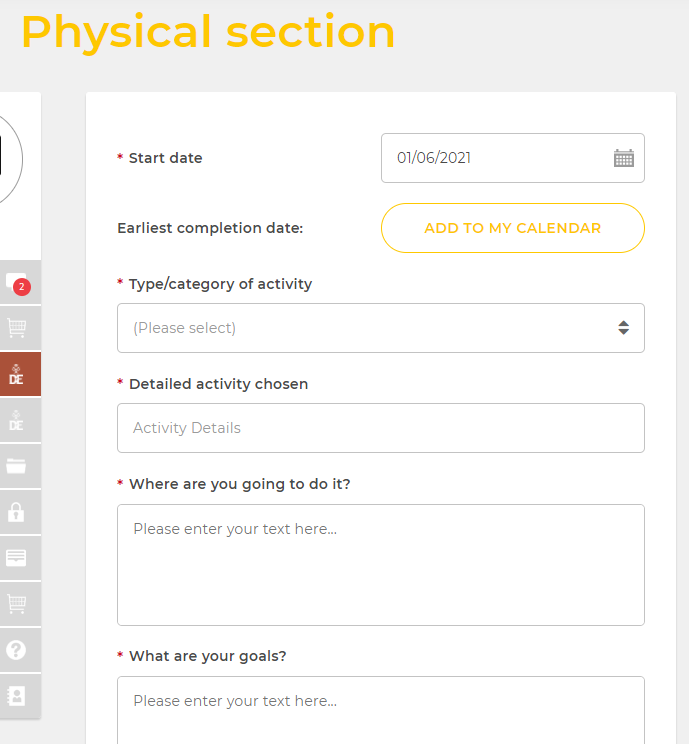 Physical section
* Start date
01/06/2021
Earliest completion date:
ADD TO MY CALENDAR
* Type/category of activity
(Please select)
* Detailed activity chosen
Activity Details
* Where are you going to do it?
Please enter your text here...
* What are your goals?
Please enter your text here...
2
DE
DE